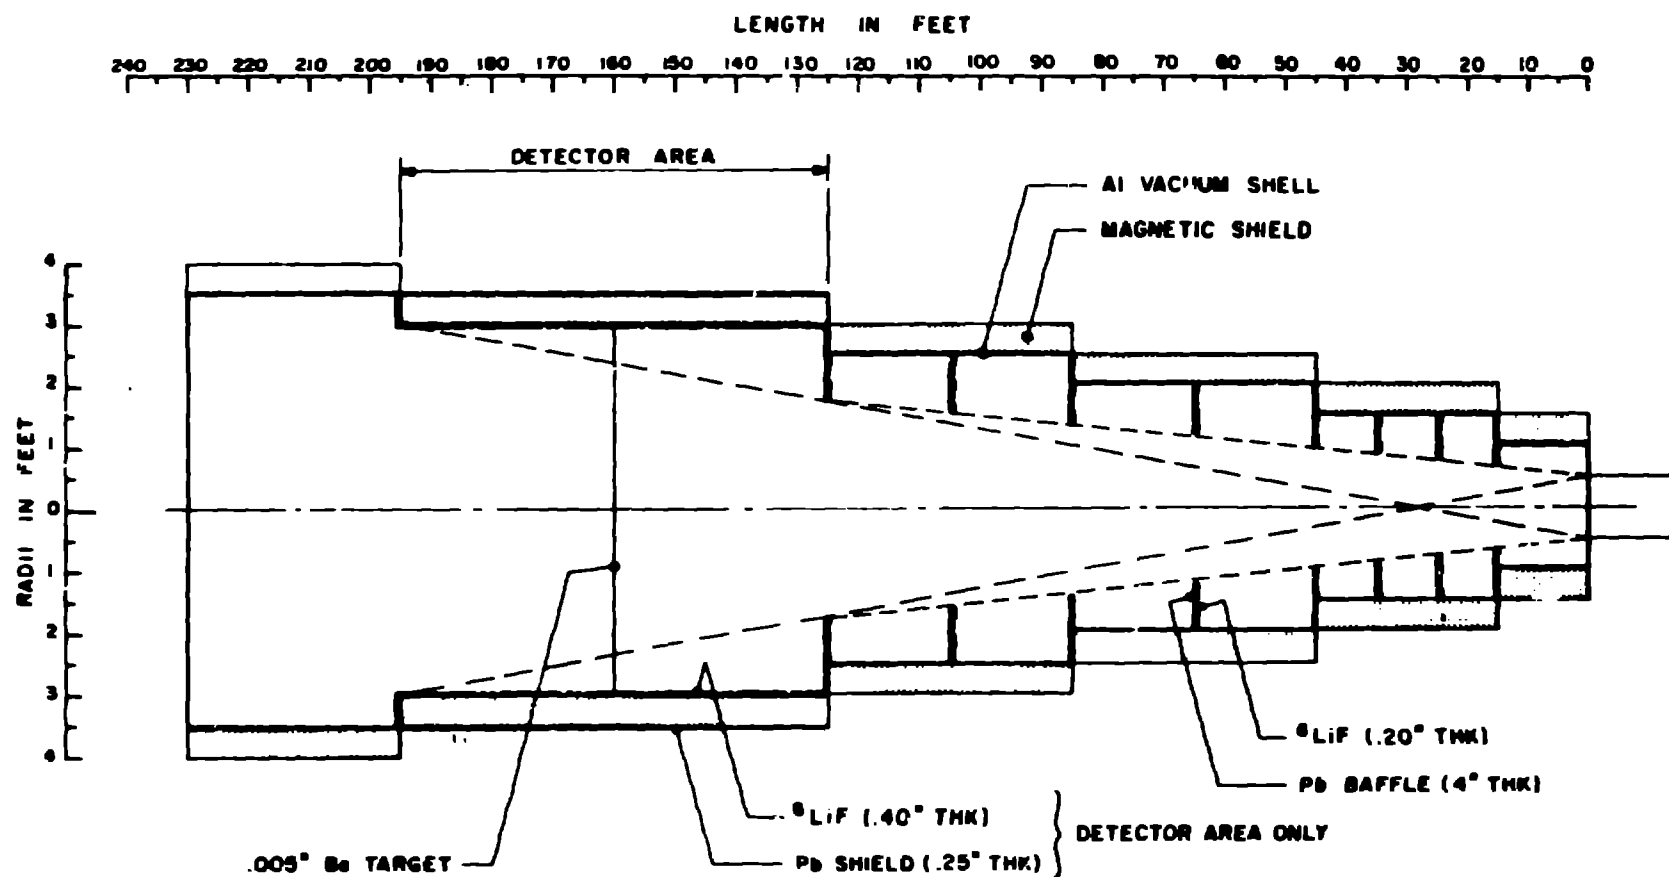 LENGTH IN FEET
240 230 220 210 200 190 180 170 160 150 140 130 120 110 100 90 80 70 60 50 40 30 20 10 0
DETECTOR AREA
Al VACUUM SHELL
MAGNETIC SHIELD
4
3
2
1
0
1
2
3
4
RADII IN FEET
⁶LiF (.20" THK)
Pb BAFFLE (4" THK)
⁶LiF (.40" THK)
DETECTOR AREA ONLY
.005" Be TARGET
Pb SHIELD (.25" THK)